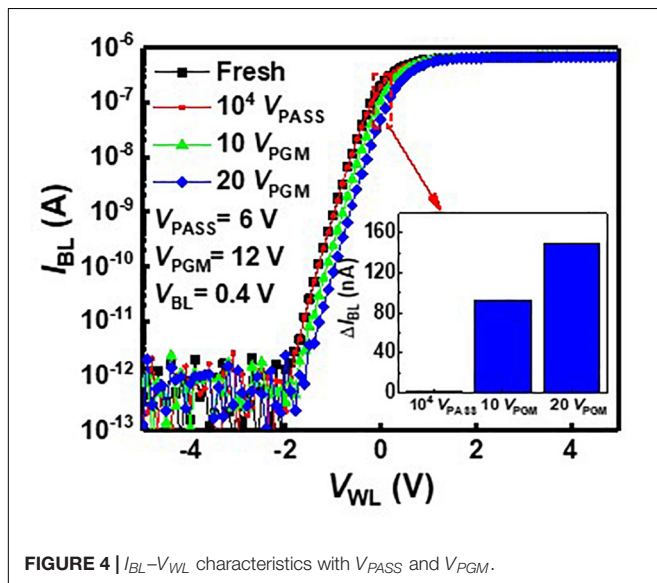 10⁻⁶
10⁻⁷
10⁻⁸
10⁻⁹
10⁻¹⁰
10⁻¹¹
10⁻¹²
10⁻¹³
I_BL (A)
Fresh
10⁴ V_PASS
10 V_PGM
20 V_PGM
V_PASS= 6 V
V_PGM= 12 V
V_BL= 0.4 V
160
120
80
40
0
ΔI_BL (nA)
10⁴ V_PASS 10 V_PGM 20 V_PGM
-4 -2 0 2 4
V_WL (V)
FIGURE 4 | I_BL–V_WL characteristics with V_PASS and V_PGM.